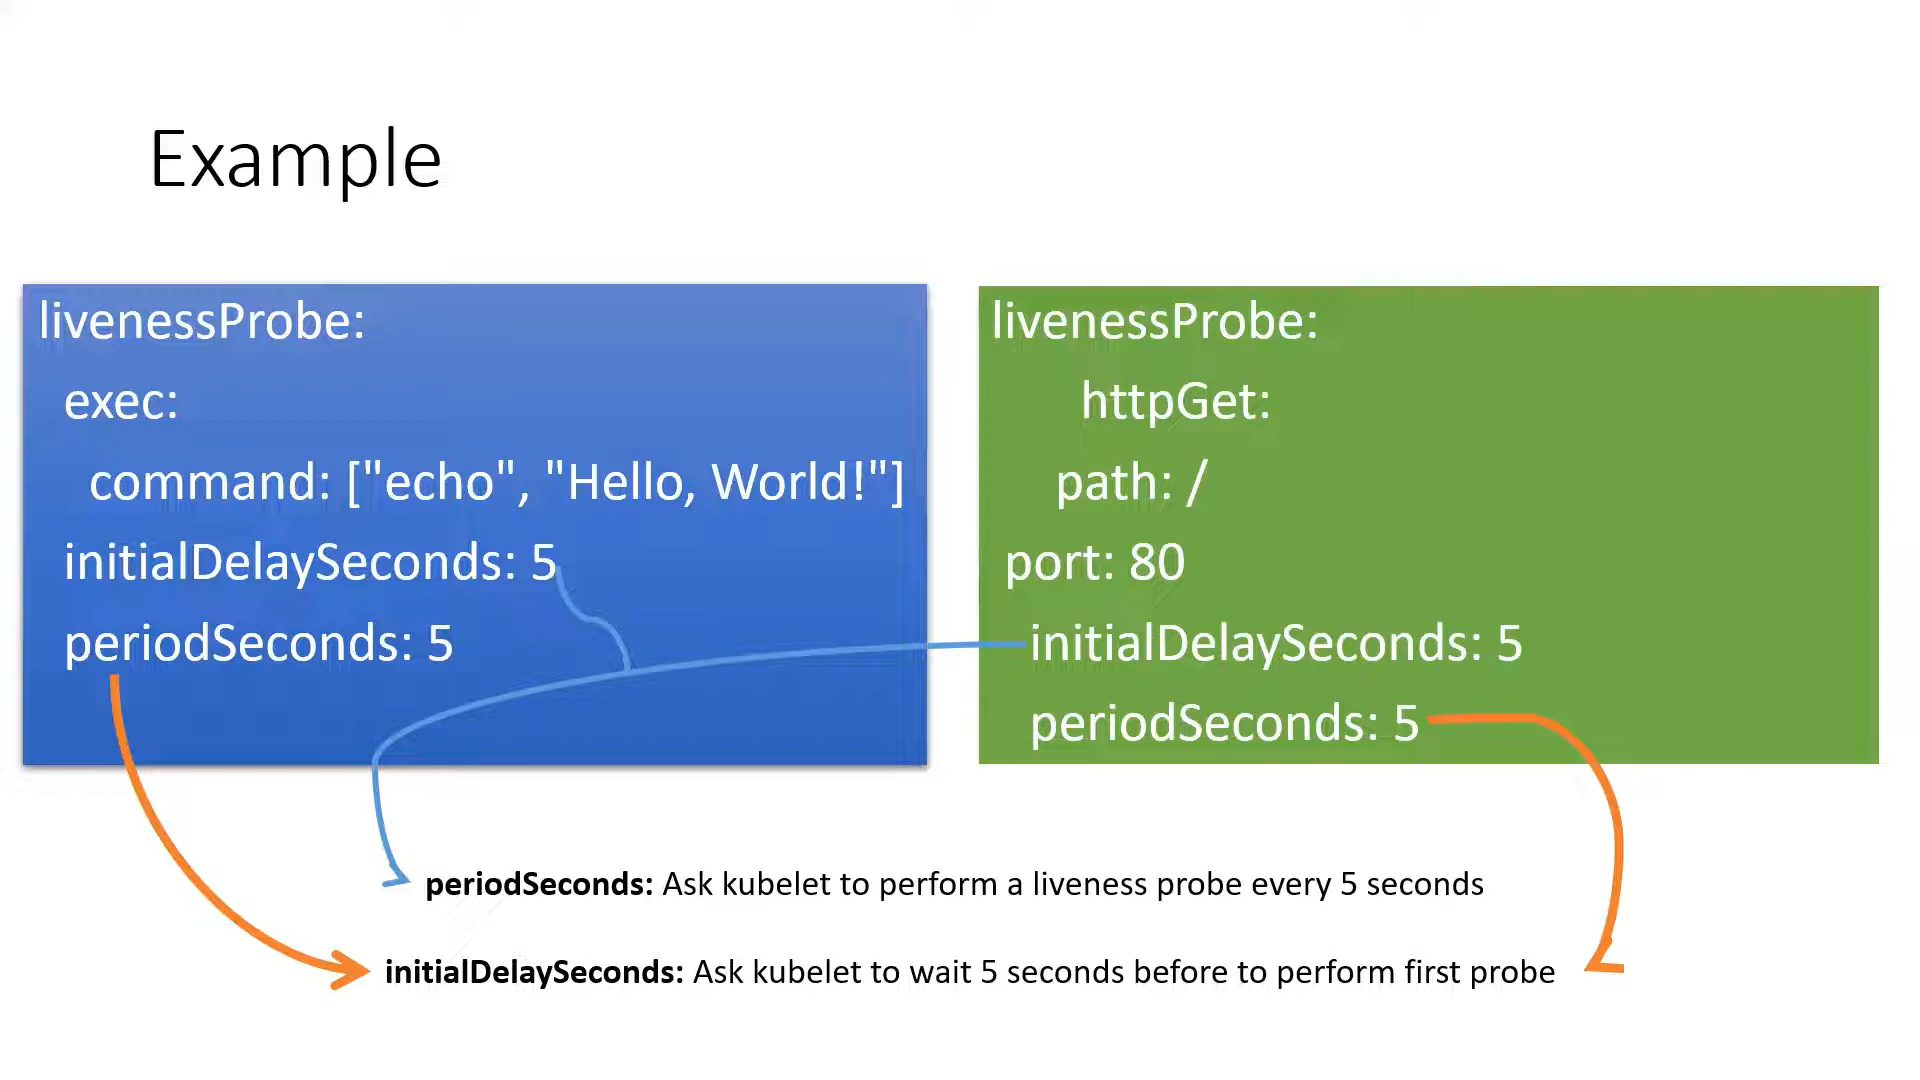 Example
livenessProbe:
exec:
command: ["echo", "Hello, World!"]
initialDelaySeconds: 5
periodSeconds: 5
livenessProbe:
httpGet:
path: /
port: 80
initialDelaySeconds: 5
periodSeconds: 5
periodSeconds: Ask kubelet to perform a liveness probe every 5 seconds
initialDelaySeconds: Ask kubelet to wait 5 seconds before to perform first probe